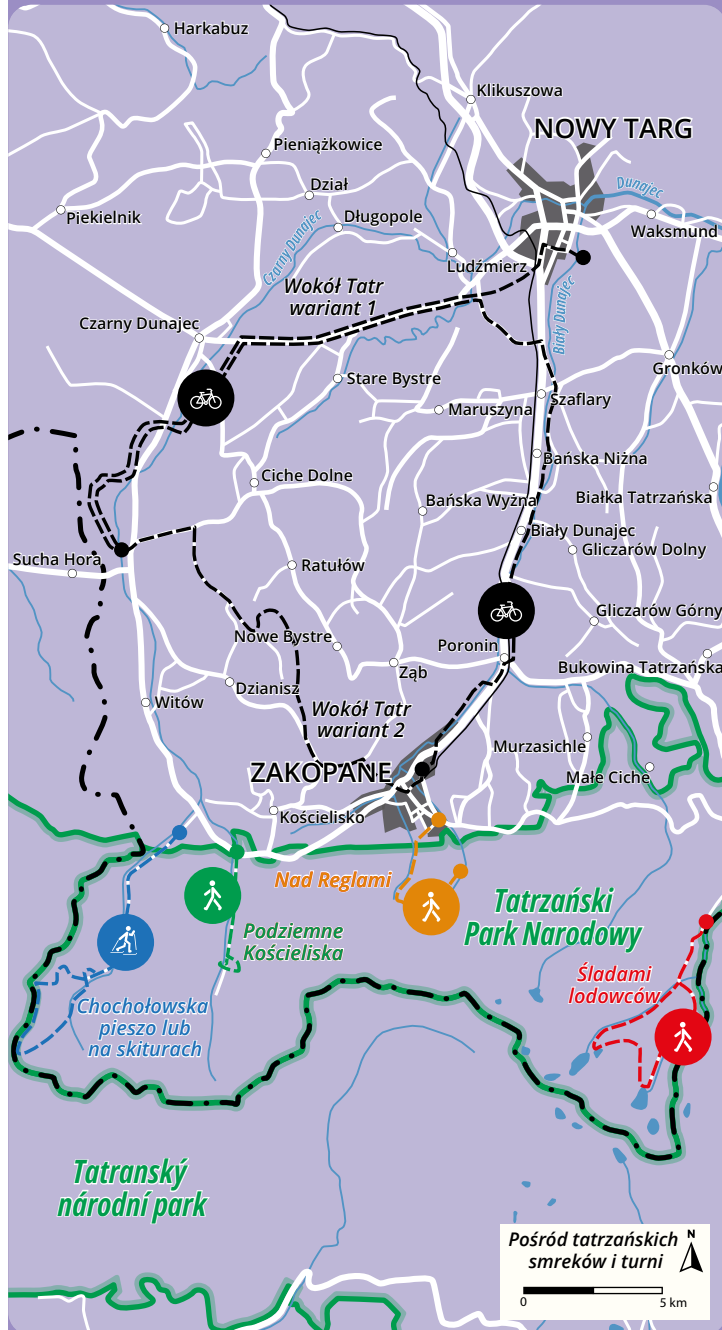 Harkabuz
Klikuszowa
NOWY TARG
Pieniążkowice
Dział
Dunajec
Piekielnik
Długopole
Waksmund
Czarny Dunajec
Ludźmierz
Wokół Tatr
wariant 1
Biały Dunajec
Czarny Dunajec
Gronków
Stare Bystre
Szaflary
Maruszyna
Bańska Niżna
Ciche Dolne
Bańska Wyżna
Białka Tatrzańska
Biały Dunajec
Gliczarów Dolny
Sucha Hora
Ratułów
Gliczarów Górny
Nowe Bystre
Poronin
Bukowina Tatrzańska
Ząb
Dzianisz
Witów
Wokół Tatr
wariant 2
Murzasichle
ZAKOPANE
Małe Ciche
Kościelisko
Nad Reglami
Tatrzański
Park Narodowy
Podziemne
Kościeliska
Śladami
lodowców
Chochołowska
pieszo lub
na skiturach
Tatranský
národní park
Pośród tatrzańskich
smreków i turni
N
0
5 km